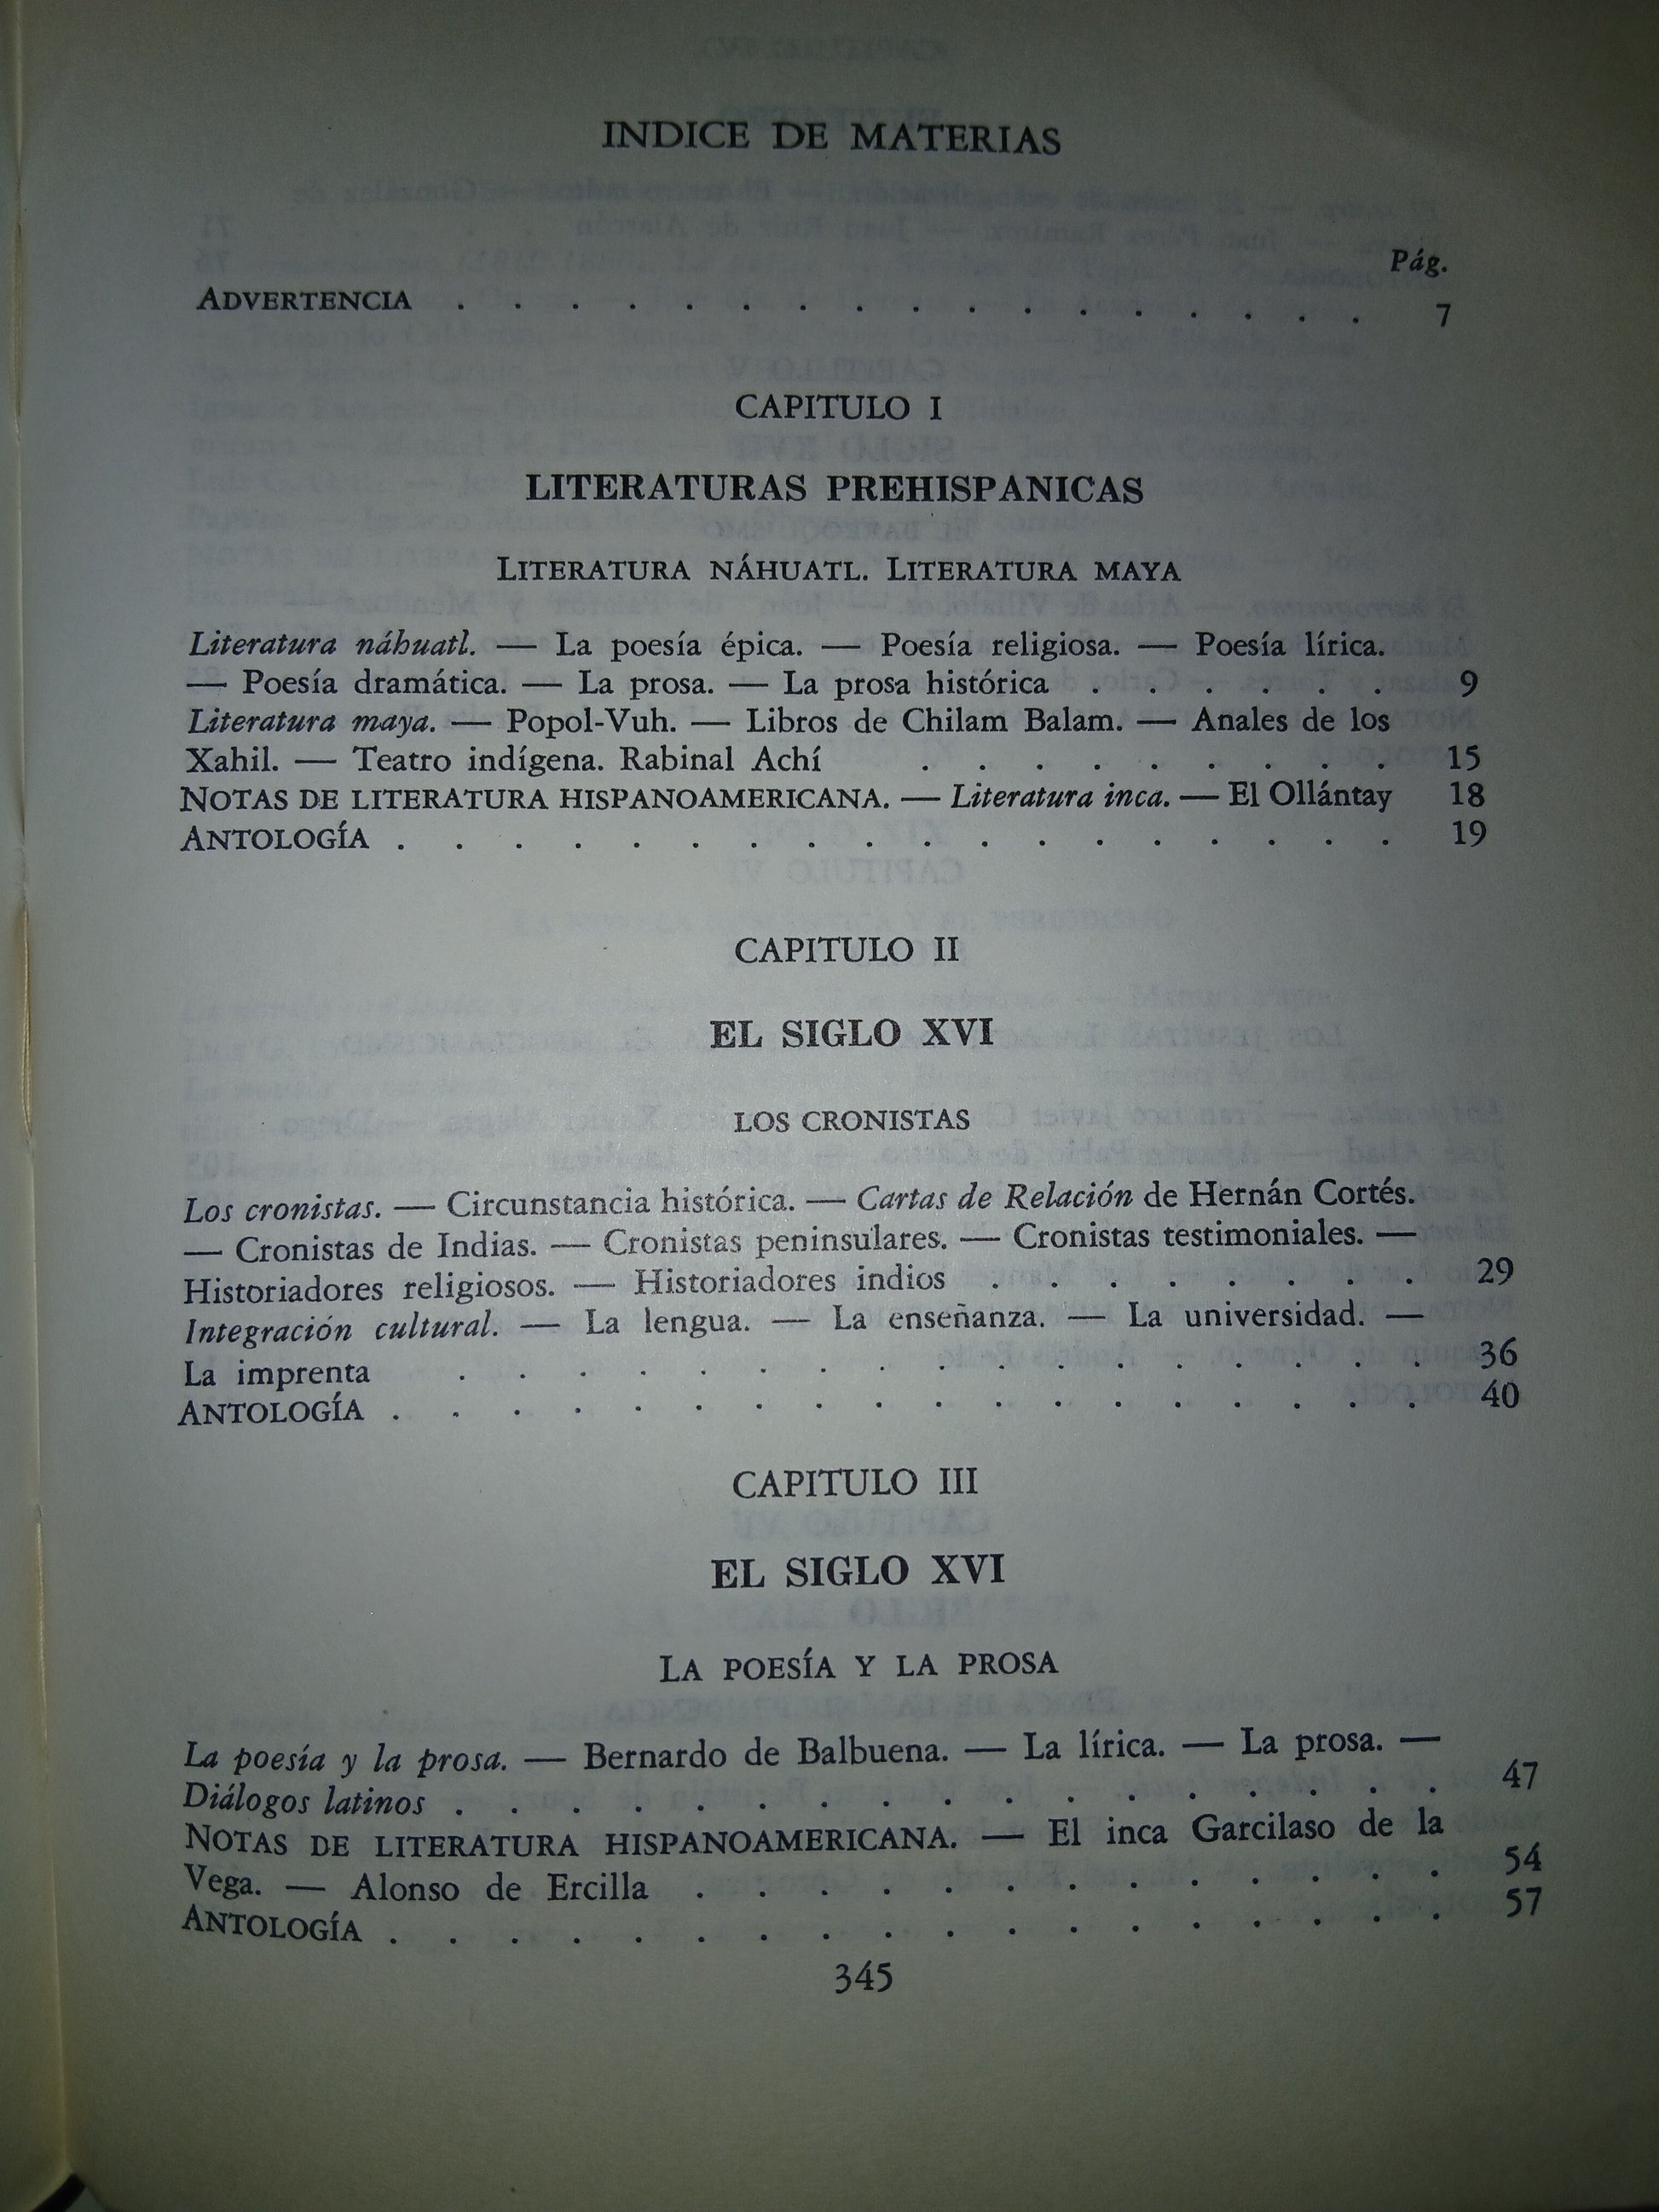 INDICE DE MATERIAS
Pág.
ADVERTENCIA . . . . . . . . . . . . . . . . 7
CAPITULO I
LITERATURAS PREHISPANICAS
LITERATURA NÁHUATL. LITERATURA MAYA
Literatura náhuatl. — La poesía épica. — Poesía religiosa. — Poesía lírica.
— Poesía dramática. — La prosa. — La prosa histórica . . . . . . 9
Literatura maya. — Popol-Vuh. — Libros de Chilam Balam. — Anales de los
Xahil. — Teatro indígena. Rabinal Achí . . . . . . . . . 15
NOTAS DE LITERATURA HISPANOAMERICANA. — Literatura inca. — El Ollántay 18
ANTOLOGÍA . . . . . . . . . . . . . . . . . . 19
CAPITULO II
EL SIGLO XVI
LOS CRONISTAS
Los cronistas. — Circunstancia histórica. — Cartas de Relación de Hernán Cortés.
— Cronistas de Indias. — Cronistas peninsulares. — Cronistas testimoniales. —
Historiadores religiosos. — Historiadores indios . . . . . . . . 29
Integración cultural. — La lengua. — La enseñanza. — La universidad. —
La imprenta . . . . . . . . . . . . . . . . . 36
ANTOLOGÍA . . . . . . . . . . . . . . . . . . 40
CAPITULO III
EL SIGLO XVI
LA POESÍA Y LA PROSA
La poesía y la prosa. — Bernardo de Balbuena. — La lírica. — La prosa. —
Diálogos latinos . . . . . . . . . . . . . . . . . 47
NOTAS DE LITERATURA HISPANOAMERICANA. — El inca Garcilaso de la
Vega. — Alonso de Ercilla . . . . . . . . . . . . . 54
ANTOLOGÍA . . . . . . . . . . . . . . . . . . 57
345